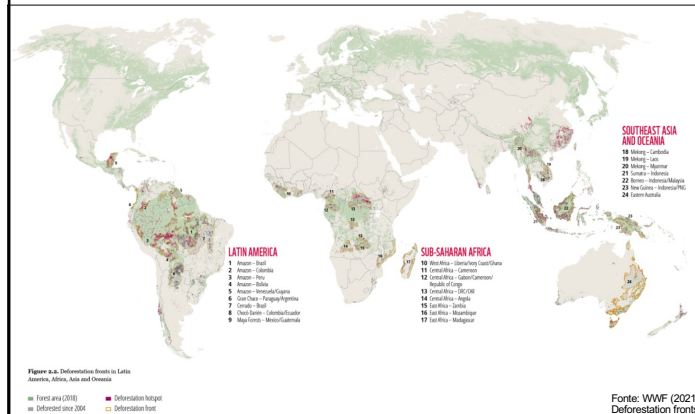 LATIN AMERICA
1 Amazon – Brazil
2 Amazon – Colombia
3 Amazon – Peru
4 Amazon – Bolivia
5 Amazon – Venezuela/Guyana
6 Gran Chaco – Paraguay/Argentina
7 Cerrado – Brazil
8 Chocó-Darién – Colombia/Ecuador
9 Maya Forests – Mexico/Guatemala
SUB-SAHARAN AFRICA
10 West Africa – Liberia/Ivory Coast/Ghana
11 Central Africa – Cameroon
12 Central Africa – Gabon/Cameroon/
Republic of Congo
13 Central Africa – DRC/CAR
14 Central Africa – Angola
15 East Africa – Zambia
16 East Africa – Mozambique
17 East Africa – Madagascar
SOUTHEAST ASIA
AND OCEANIA
18 Mekong – Cambodia
19 Mekong – Laos
20 Mekong – Myanmar
21 Sumatra – Indonesia
22 Borneo – Indonesia/Malaysia
23 New Guinea – Indonesia/PNG
24 Eastern Australia
Figure 2.2. Deforestation fronts in Latin
America, Africa, Asia and Oceania
Forest area (2018)
Deforestation hotspot
Deforested since 2004
Deforestation front
Fonte: WWF (2021
Deforestation fronts